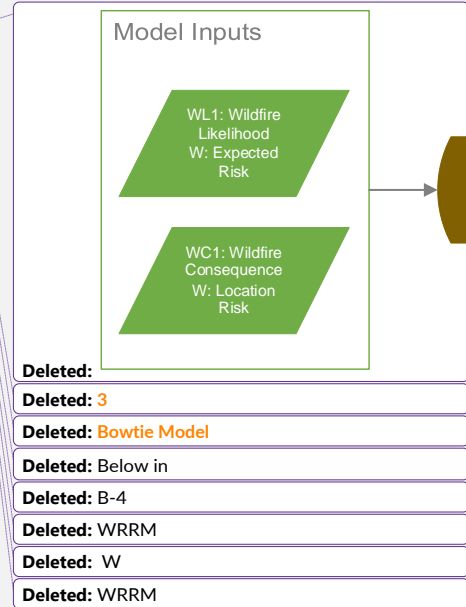 Model Inputs
WL1: Wildfire
Likelihood
W: Expected
Risk
WC1: Wildfire
Consequence
W: Location
Risk
Deleted:
Deleted: 3
Deleted: Bowtie Model
Deleted: Below in
Deleted: B-4
Deleted: WRRM
Deleted: W
Deleted: WRRM